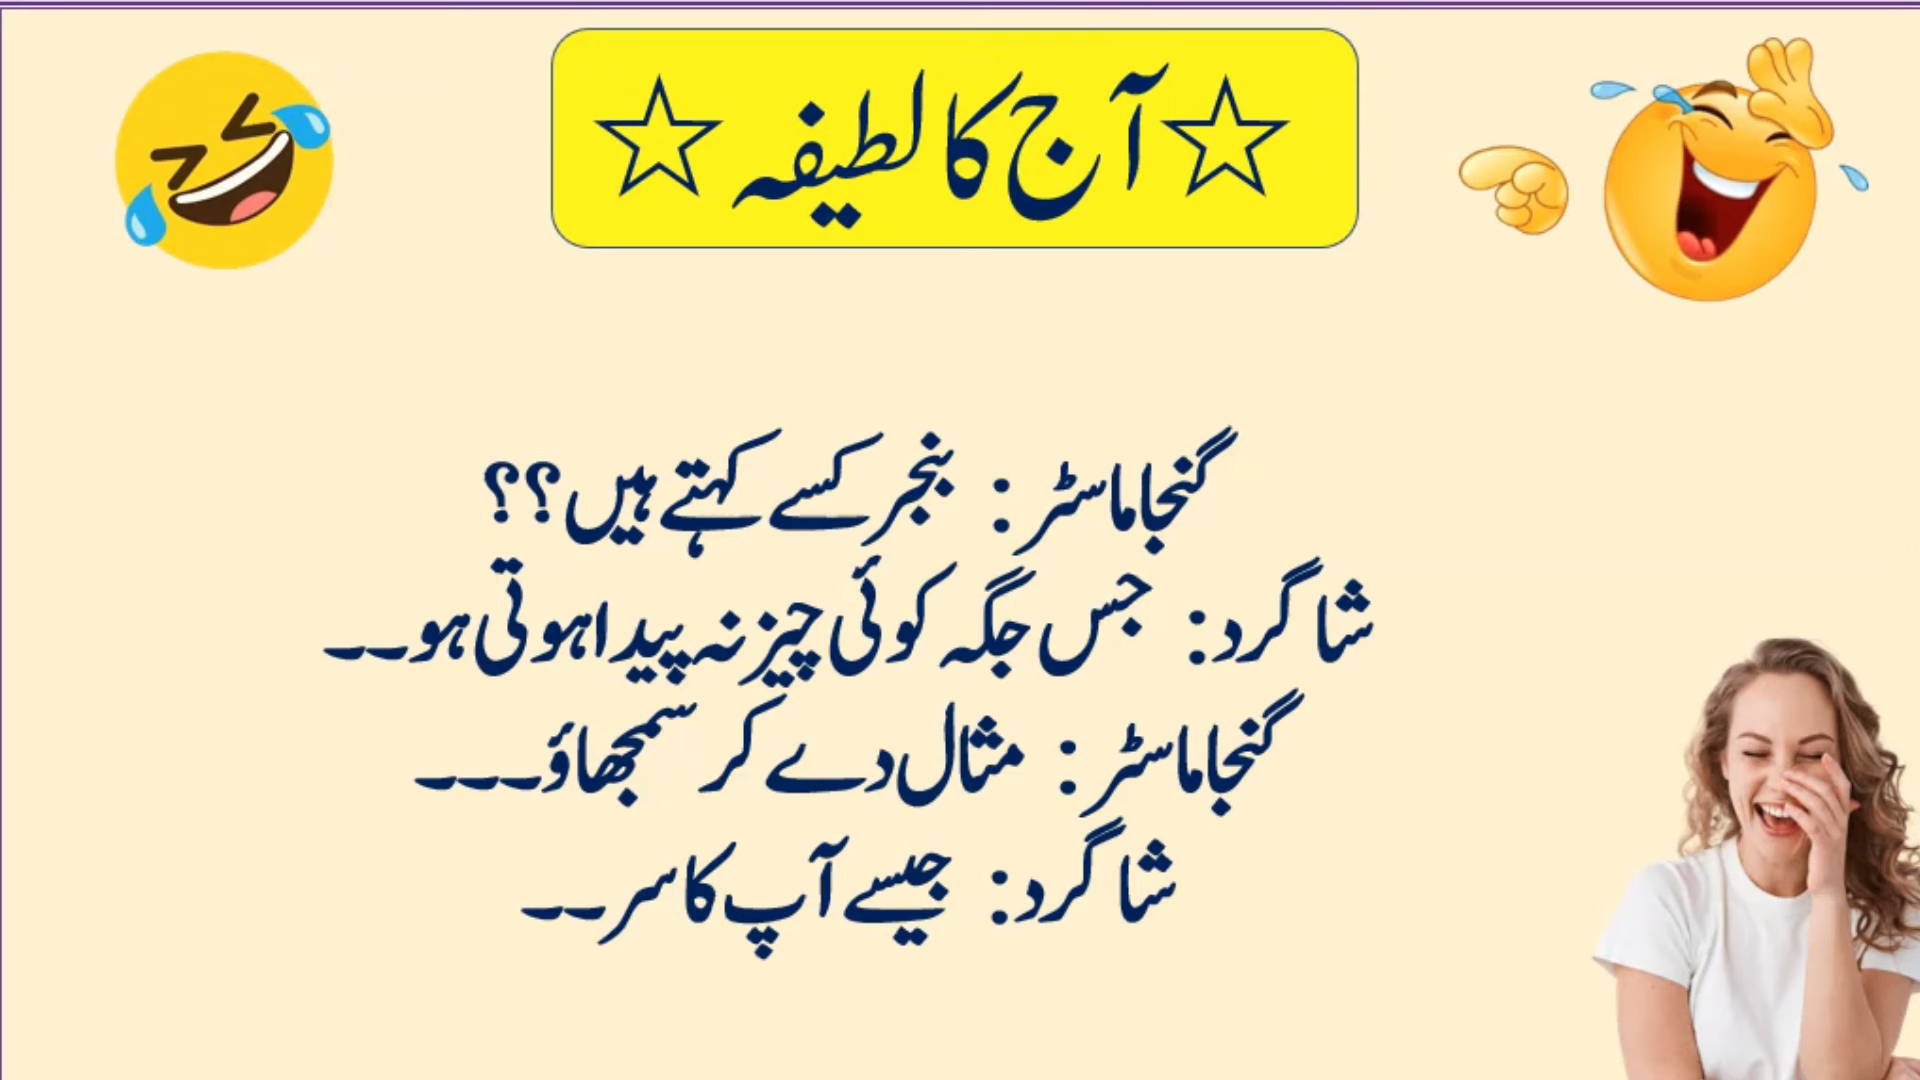 ☆آج کا لطیفہ☆
گنجا ماسٹر: بنجر کسے کہتے ہیں؟؟
شاگرد: جس جگہ کوئی چیز نہ پیدا ہوتی ہو۔۔
گنجا ماسٹر: مثال دے کر سمجھاؤ۔۔۔
شاگرد: جیسے آپ کا سر۔۔